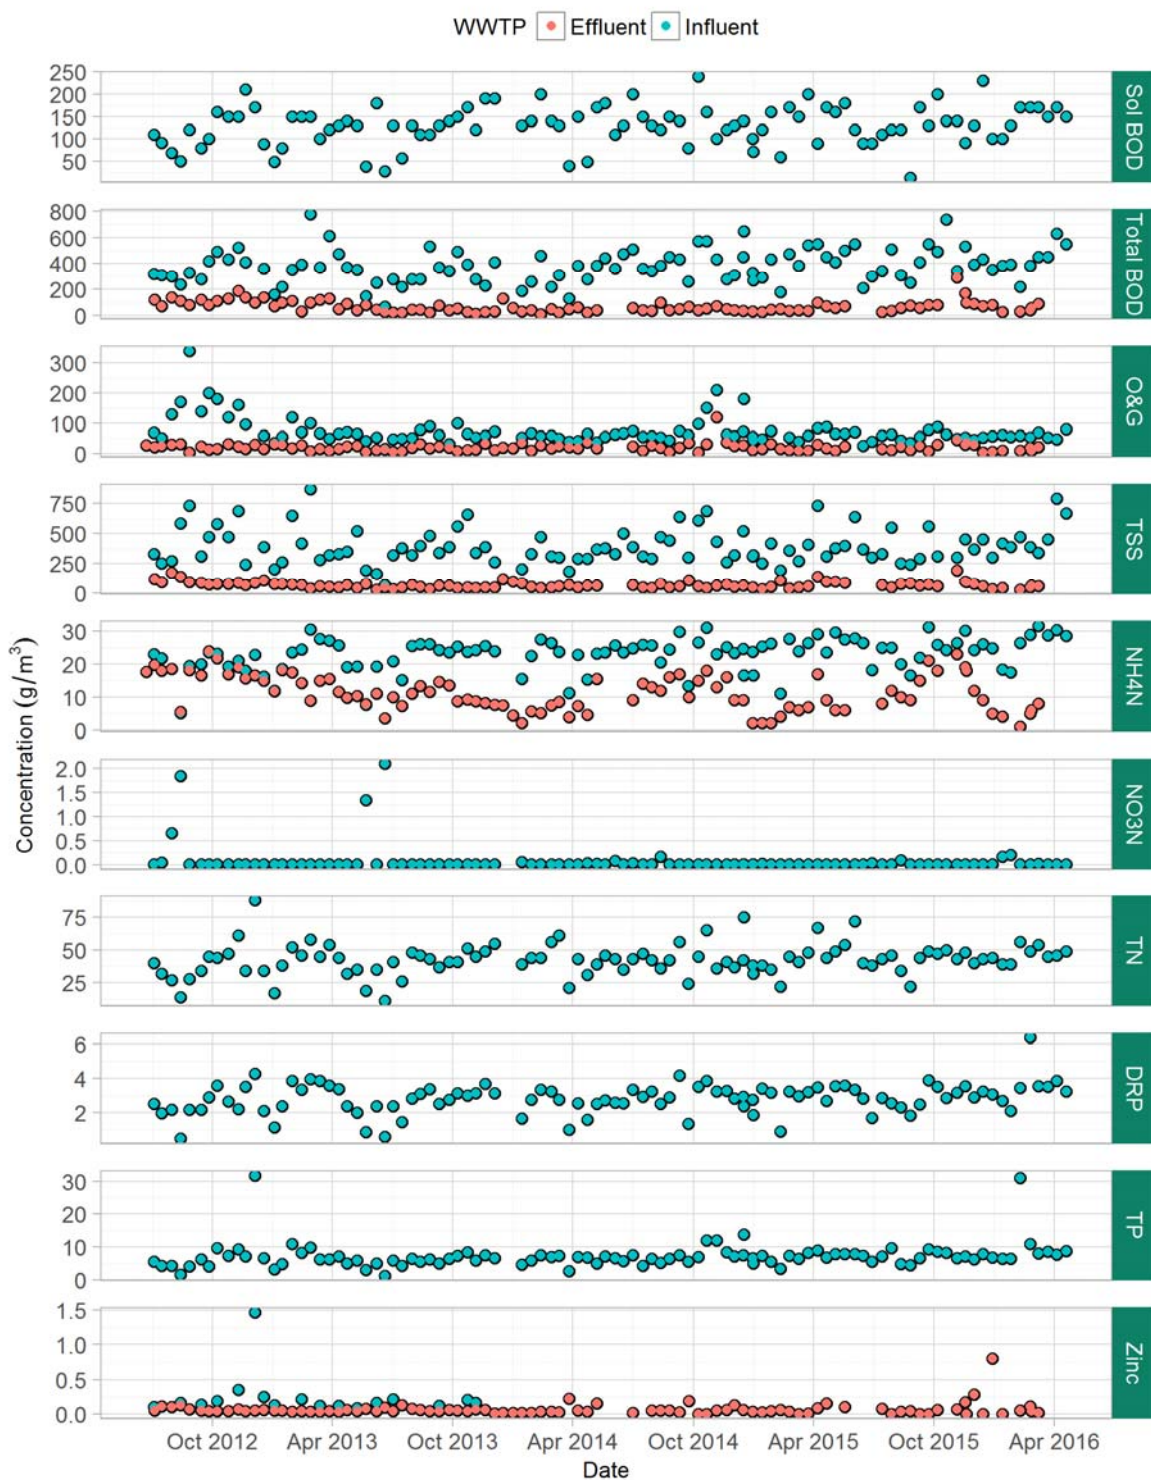 WWTP Effluent Influent
250
200
150
100
50
Sol BOD
800
600
400
200
0
Total BOD
300
200
100
0
O&G
750
500
250
0
TSS
30
20
10
0
NH4N
Concentration (g/m³)
2.0
1.5
1.0
0.5
0.0
NO3N
75
50
25
TN
6
4
2
DRP
30
20
10
0
TP
1.5
1.0
0.5
0.0
Zinc
Oct 2012 Apr 2013 Oct 2013 Apr 2014 Oct 2014 Apr 2015 Oct 2015 Apr 2016
Date